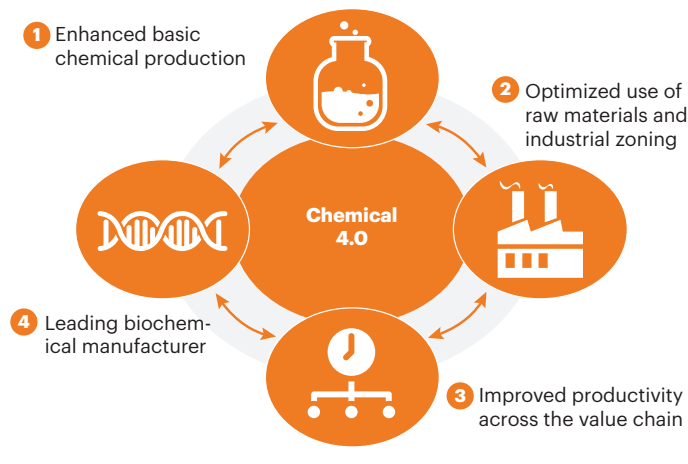 1 Enhanced basic
chemical production
2 Optimized use of
raw materials and
industrial zoning
Chemical
4.0
4 Leading biochem-
ical manufacturer
3 Improved productivity
across the value chain